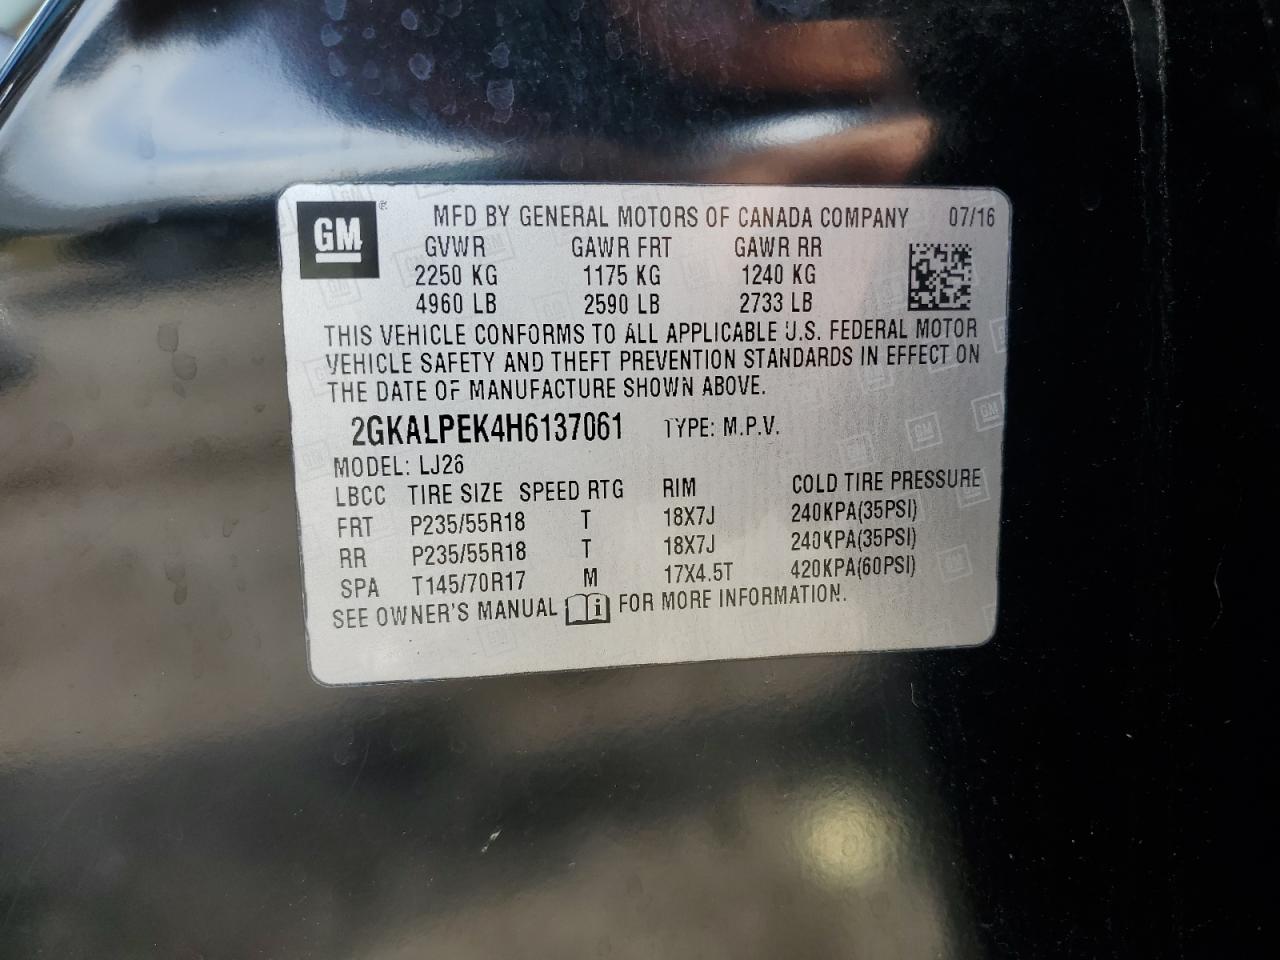 GM ® MFD BY GENERAL MOTORS OF CANADA COMPANY 07/16
GVWR GAWR FRT GAWR RR
2250 KG 1175 KG 1240 KG
4960 LB 2590 LB 2733 LB
THIS VEHICLE CONFORMS TO ALL APPLICABLE U.S. FEDERAL MOTOR
VEHICLE SAFETY AND THEFT PREVENTION STANDARDS IN EFFECT ON
THE DATE OF MANUFACTURE SHOWN ABOVE.
2GKALPEK4H6137061 TYPE: M.P.V.
MODEL: LJ26
LBCC TIRE SIZE SPEED RTG RIM COLD TIRE PRESSURE
FRT P235/55R18 T 18X7J 240KPA(35PSI)
RR P235/55R18 T 18X7J 240KPA(35PSI)
SPA T145/70R17 M 17X4.5T 420KPA(60PSI)
SEE OWNER'S MANUAL i FOR MORE INFORMATION.